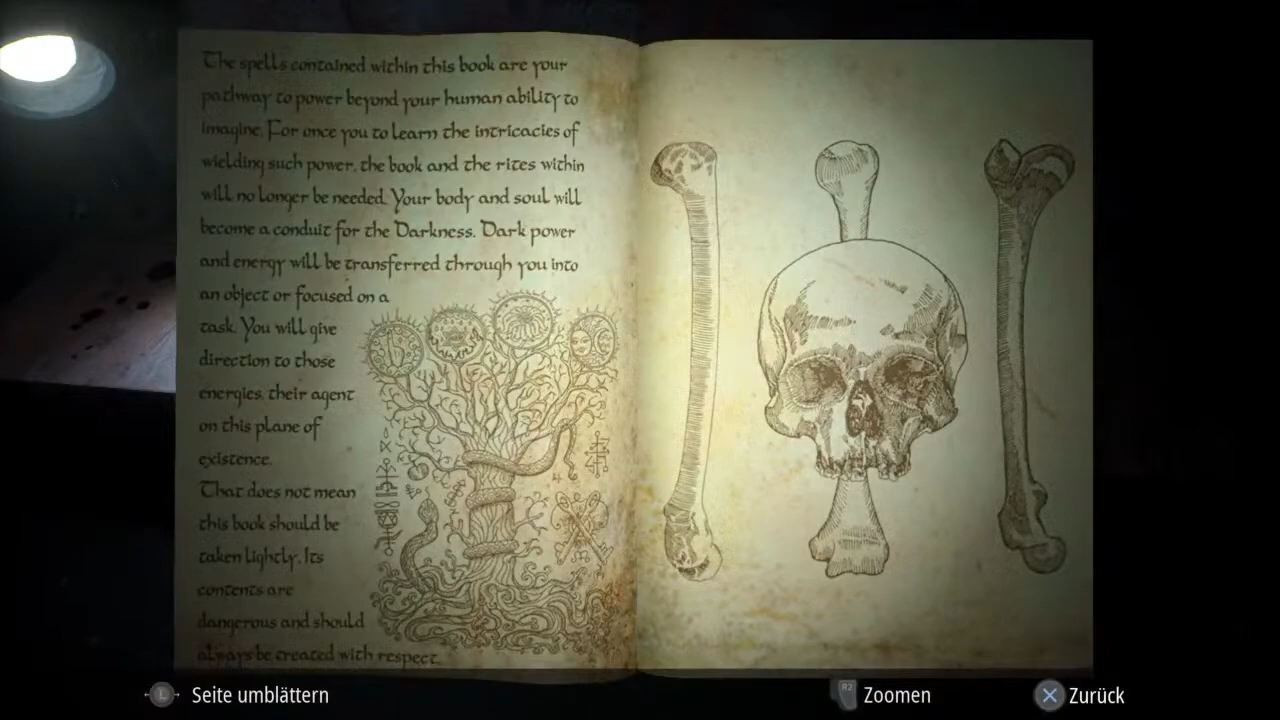 The spells contained within this book are your
pathway to power beyond your human ability to
imagine. For once you to learn the intricacies of
wielding such power, the book and the rites within
will no longer be needed. Your body and soul will
become a conduit for the Darkness. Dark power
and energy will be transferred through you into
an object or focused on a
task. You will give
direction to those
energies, their agent
on this plane of
existence.
That does not mean
this book should be
taken lightly. Its
contents are
dangerous and should
always be treated with respect.
L Seite umblättern
R2 Zoomen
Zurück